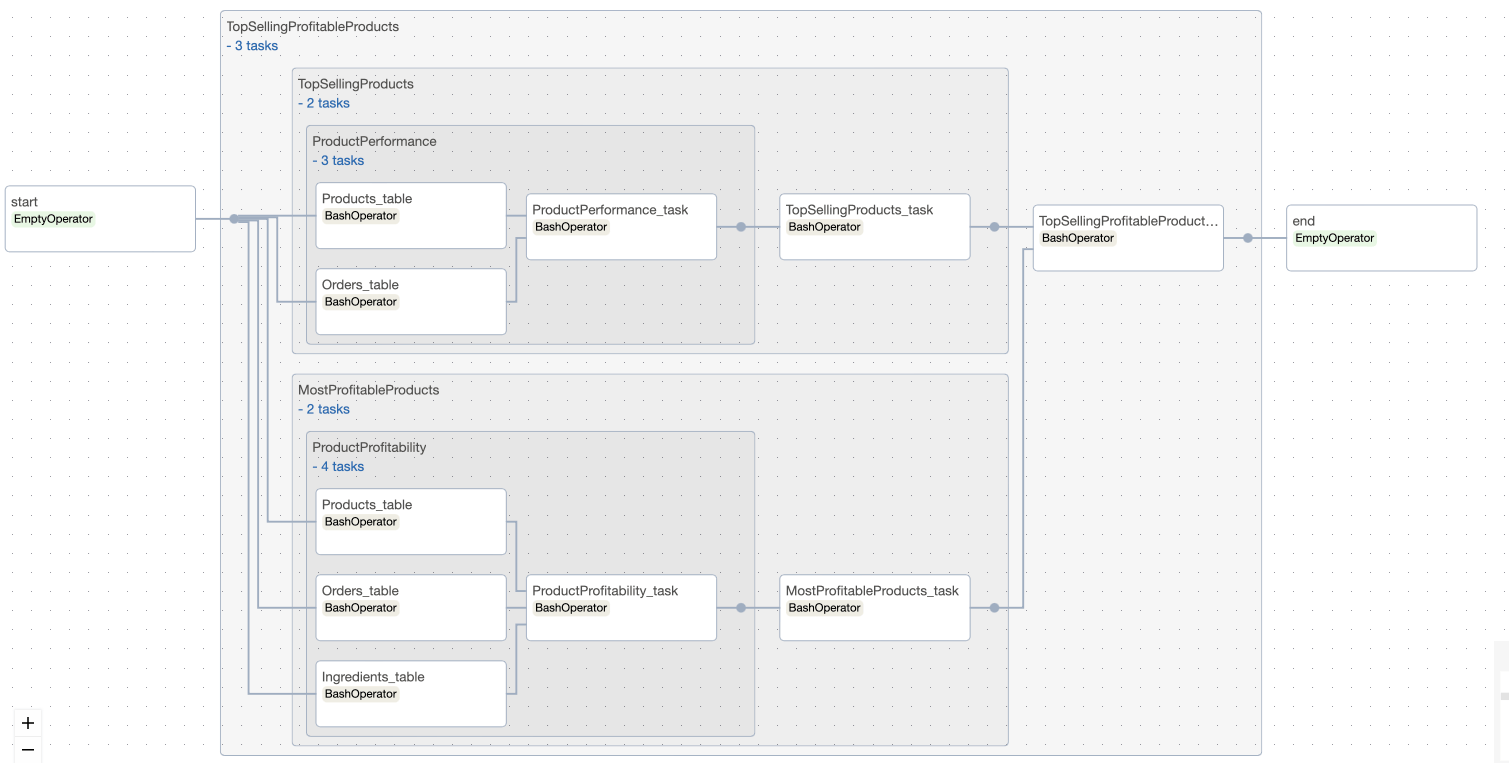 TopSellingProfitableProducts
- 3 tasks
TopSellingProducts
- 2 tasks
ProductPerformance
- 3 tasks
start
EmptyOperator
Products_table
BashOperator
ProductPerformance_task
BashOperator
TopSellingProducts_task
BashOperator
TopSellingProfitableProduct...
BashOperator
end
EmptyOperator
Orders_table
BashOperator
MostProfitableProducts
- 2 tasks
ProductProfitability
- 4 tasks
Products_table
BashOperator
Orders_table
BashOperator
ProductProfitability_task
BashOperator
MostProfitableProducts_task
BashOperator
Ingredients_table
BashOperator
+
−